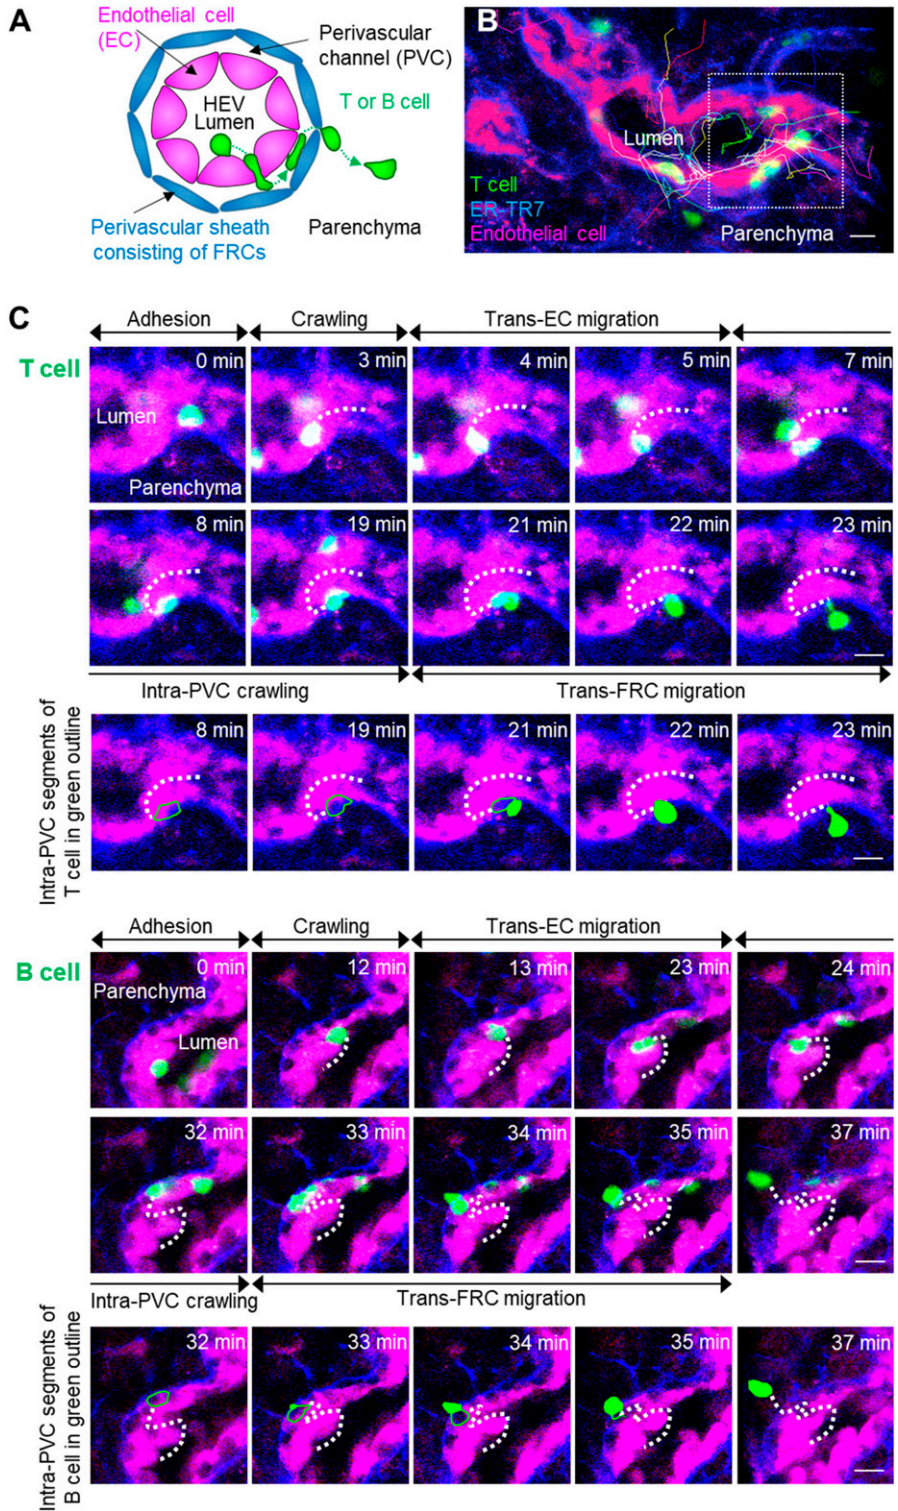 A
Endothelial cell
(EC)
Perivascular
channel (PVC)
T or B cell
HEV
Lumen
Perivascular sheath
consisting of FRCs
Parenchyma
B
Lumen
T cell
ER-TR7
Endothelial cell
Parenchyma
C
Adhesion
Crawling
Trans-EC migration
T cell
0 min
3 min
4 min
5 min
7 min
Lumen
Parenchyma
8 min
19 min
21 min
22 min
23 min
Intra-PVC crawling
Trans-FRC migration
Intra-PVC segments of
T cell in green outline
8 min
19 min
21 min
22 min
23 min
Adhesion
Crawling
Trans-EC migration
B cell
0 min
12 min
13 min
23 min
24 min
Parenchyma
Lumen
32 min
33 min
34 min
35 min
37 min
Intra-PVC crawling
Trans-FRC migration
Intra-PVC segments of
B cell in green outline
32 min
33 min
34 min
35 min
37 min